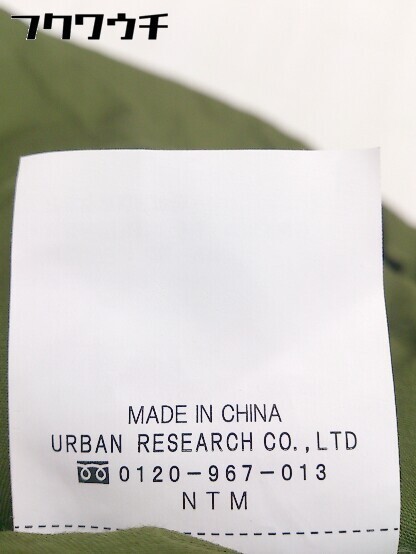 フクワウチ
MADE IN CHINA
URBAN RESEARCH CO.,LTD
0120-967-013
NTM